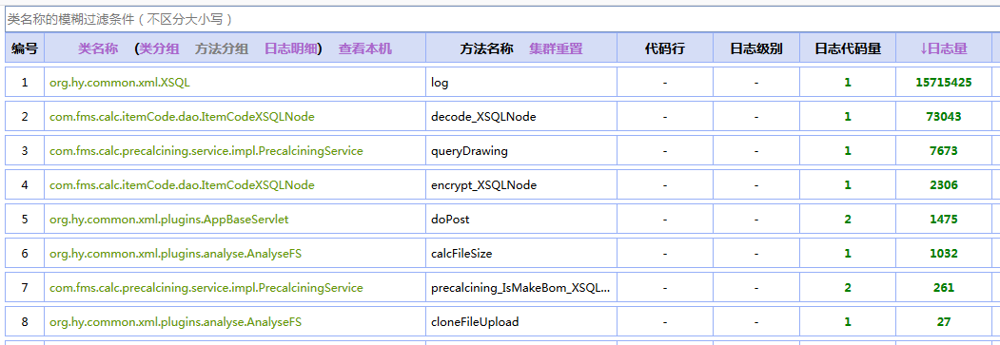 类名称的模糊过滤条件（不区分大小写）
编号 类名称 (类分组 方法分组 日志明细) 查看本机 方法名称 集群重置 代码行 日志级别 日志代码量 ↓日志量
1 org.hy.common.xml.XSQL log - - 1 15715425
2 com.fms.calc.itemCode.dao.ItemCodeXSQLNode decode_XSQLNode - - 1 73043
3 com.fms.calc.precalcining.service.impl.PrecalciningService queryDrawing - - 1 7673
4 com.fms.calc.itemCode.dao.ItemCodeXSQLNode encrypt_XSQLNode - - 1 2306
5 org.hy.common.xml.plugins.AppBaseServlet doPost - - 2 1475
6 org.hy.common.xml.plugins.analyse.AnalyseFS calcFileSize - - 1 1032
7 com.fms.calc.precalcining.service.impl.PrecalciningService precalcining_IsMakeBom_XSQL... - - 2 261
8 org.hy.common.xml.plugins.analyse.AnalyseFS cloneFileUpload - - 1 27